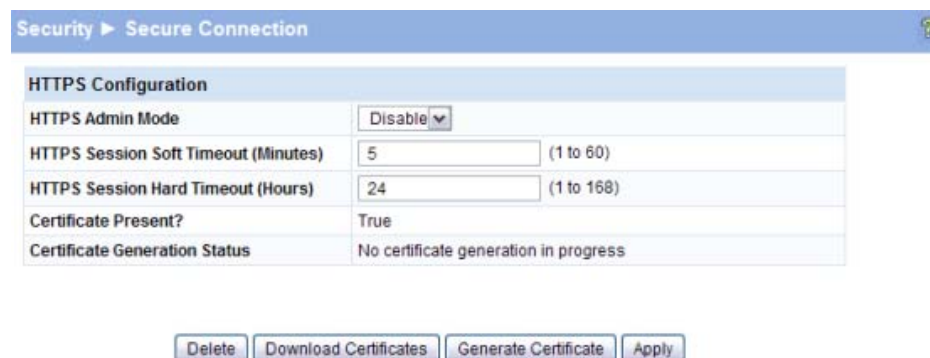 Security ► Secure Connection
HTTPS Configuration
HTTPS Admin Mode Disable
HTTPS Session Soft Timeout (Minutes) 5 (1 to 60)
HTTPS Session Hard Timeout (Hours) 24 (1 to 168)
Certificate Present? True
Certificate Generation Status No certificate generation in progress
Delete Download Certificates Generate Certificate Apply